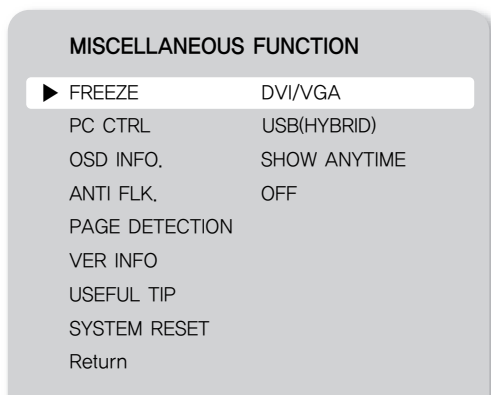 MISCELLANEOUS FUNCTION
▶ FREEZE DVI/VGA
PC CTRL USB(HYBRID)
OSD INFO. SHOW ANYTIME
ANTI FLK. OFF
PAGE DETECTION
VER INFO
USEFUL TIP
SYSTEM RESET
Return